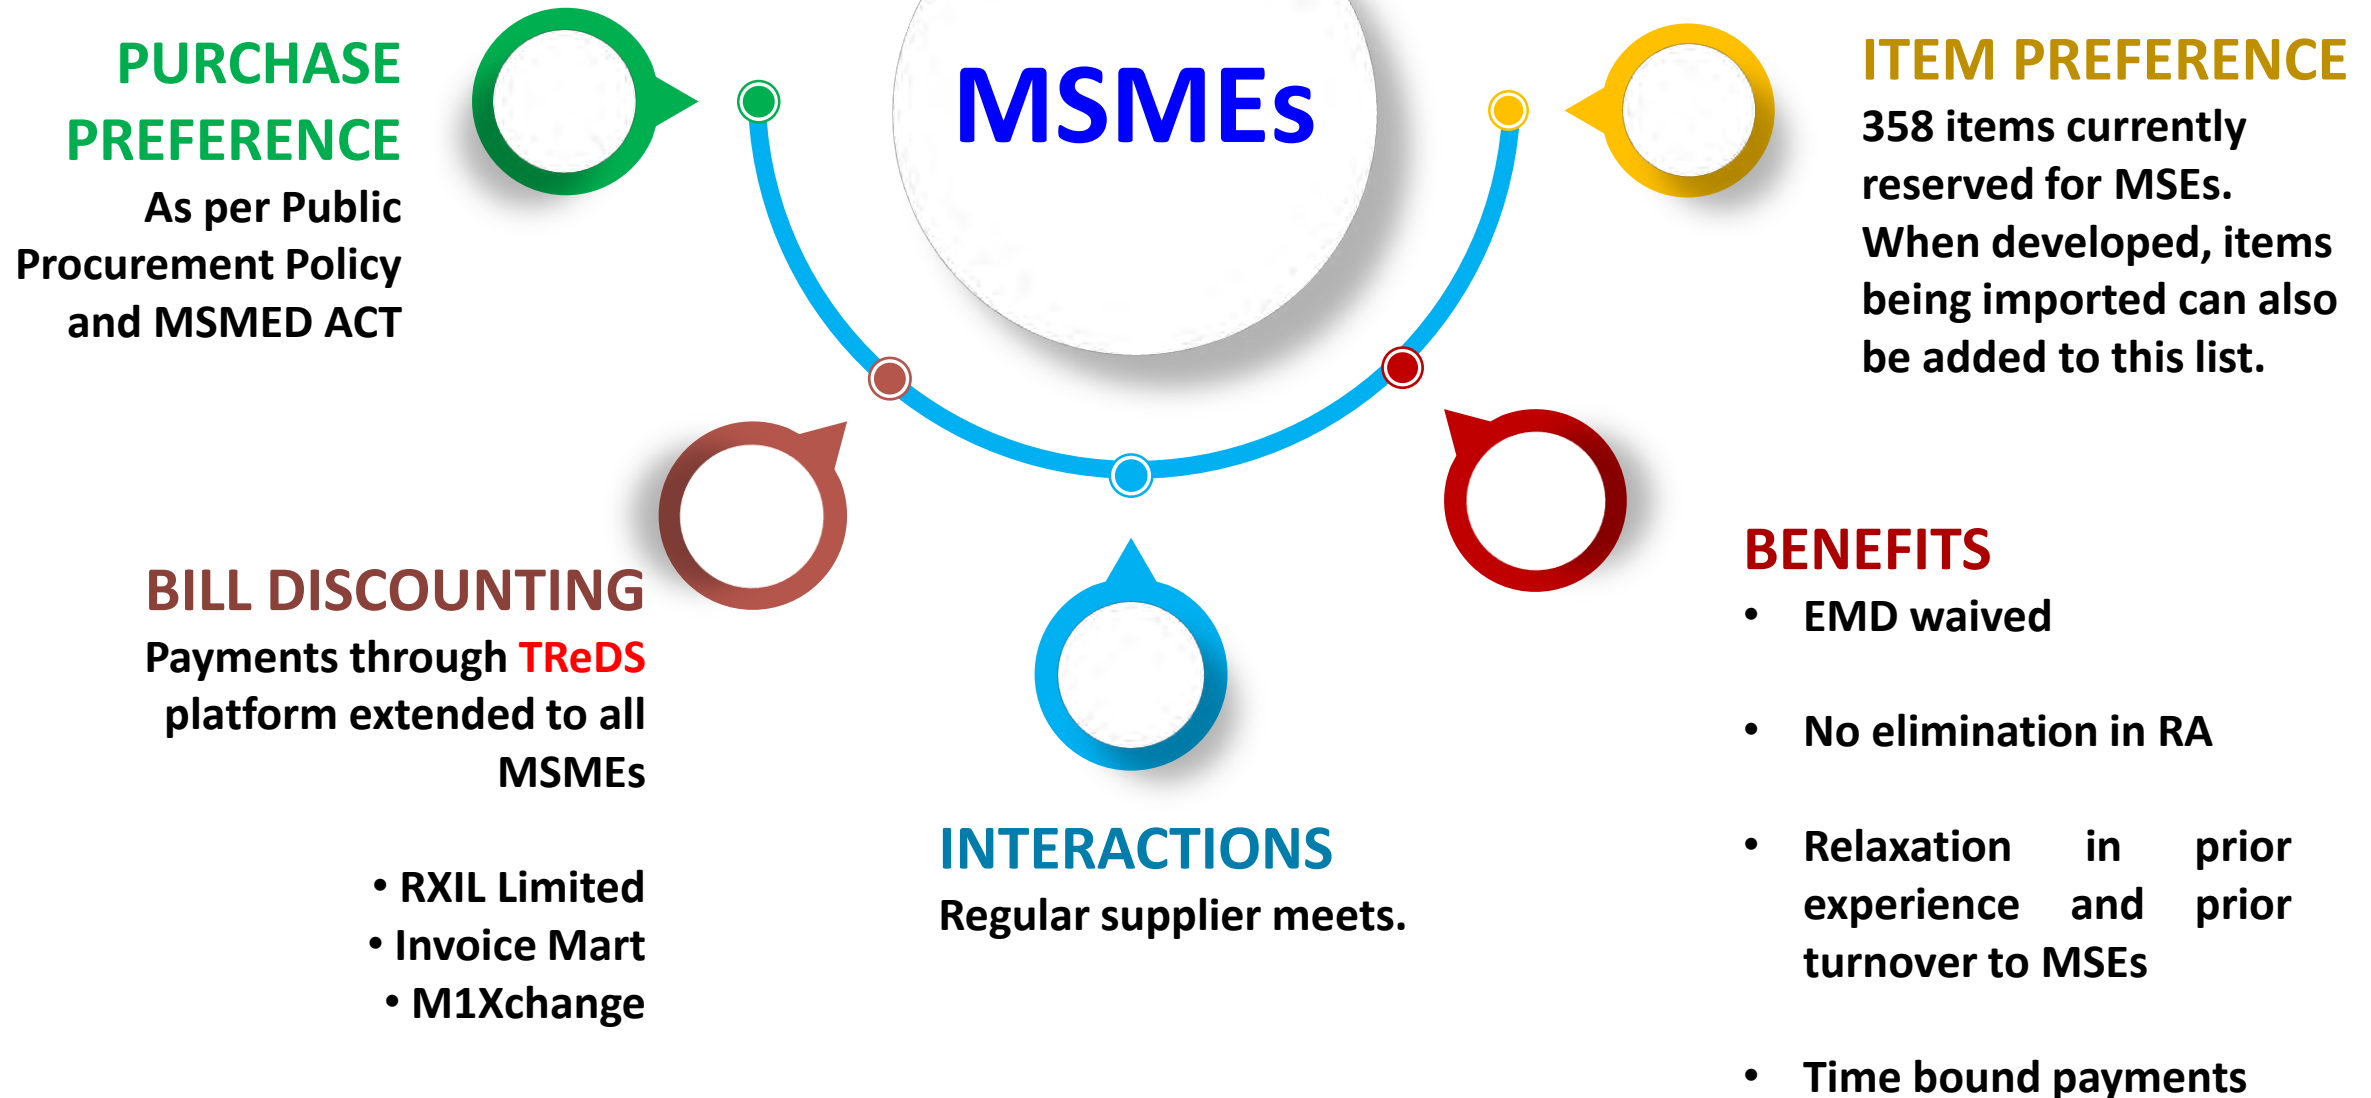 MSMEs
PURCHASE
PREFERENCE
As per Public
Procurement Policy
and MSMED ACT
ITEM PREFERENCE
358 items currently
reserved for MSEs.
When developed, items
being imported can also
be added to this list.
BILL DISCOUNTING
Payments through TReDS
platform extended to all
MSMEs
• RXIL Limited
• Invoice Mart
• M1Xchange
INTERACTIONS
Regular supplier meets.
BENEFITS
• EMD waived
• No elimination in RA
• Relaxation in prior
experience and prior
turnover to MSEs
• Time bound payments